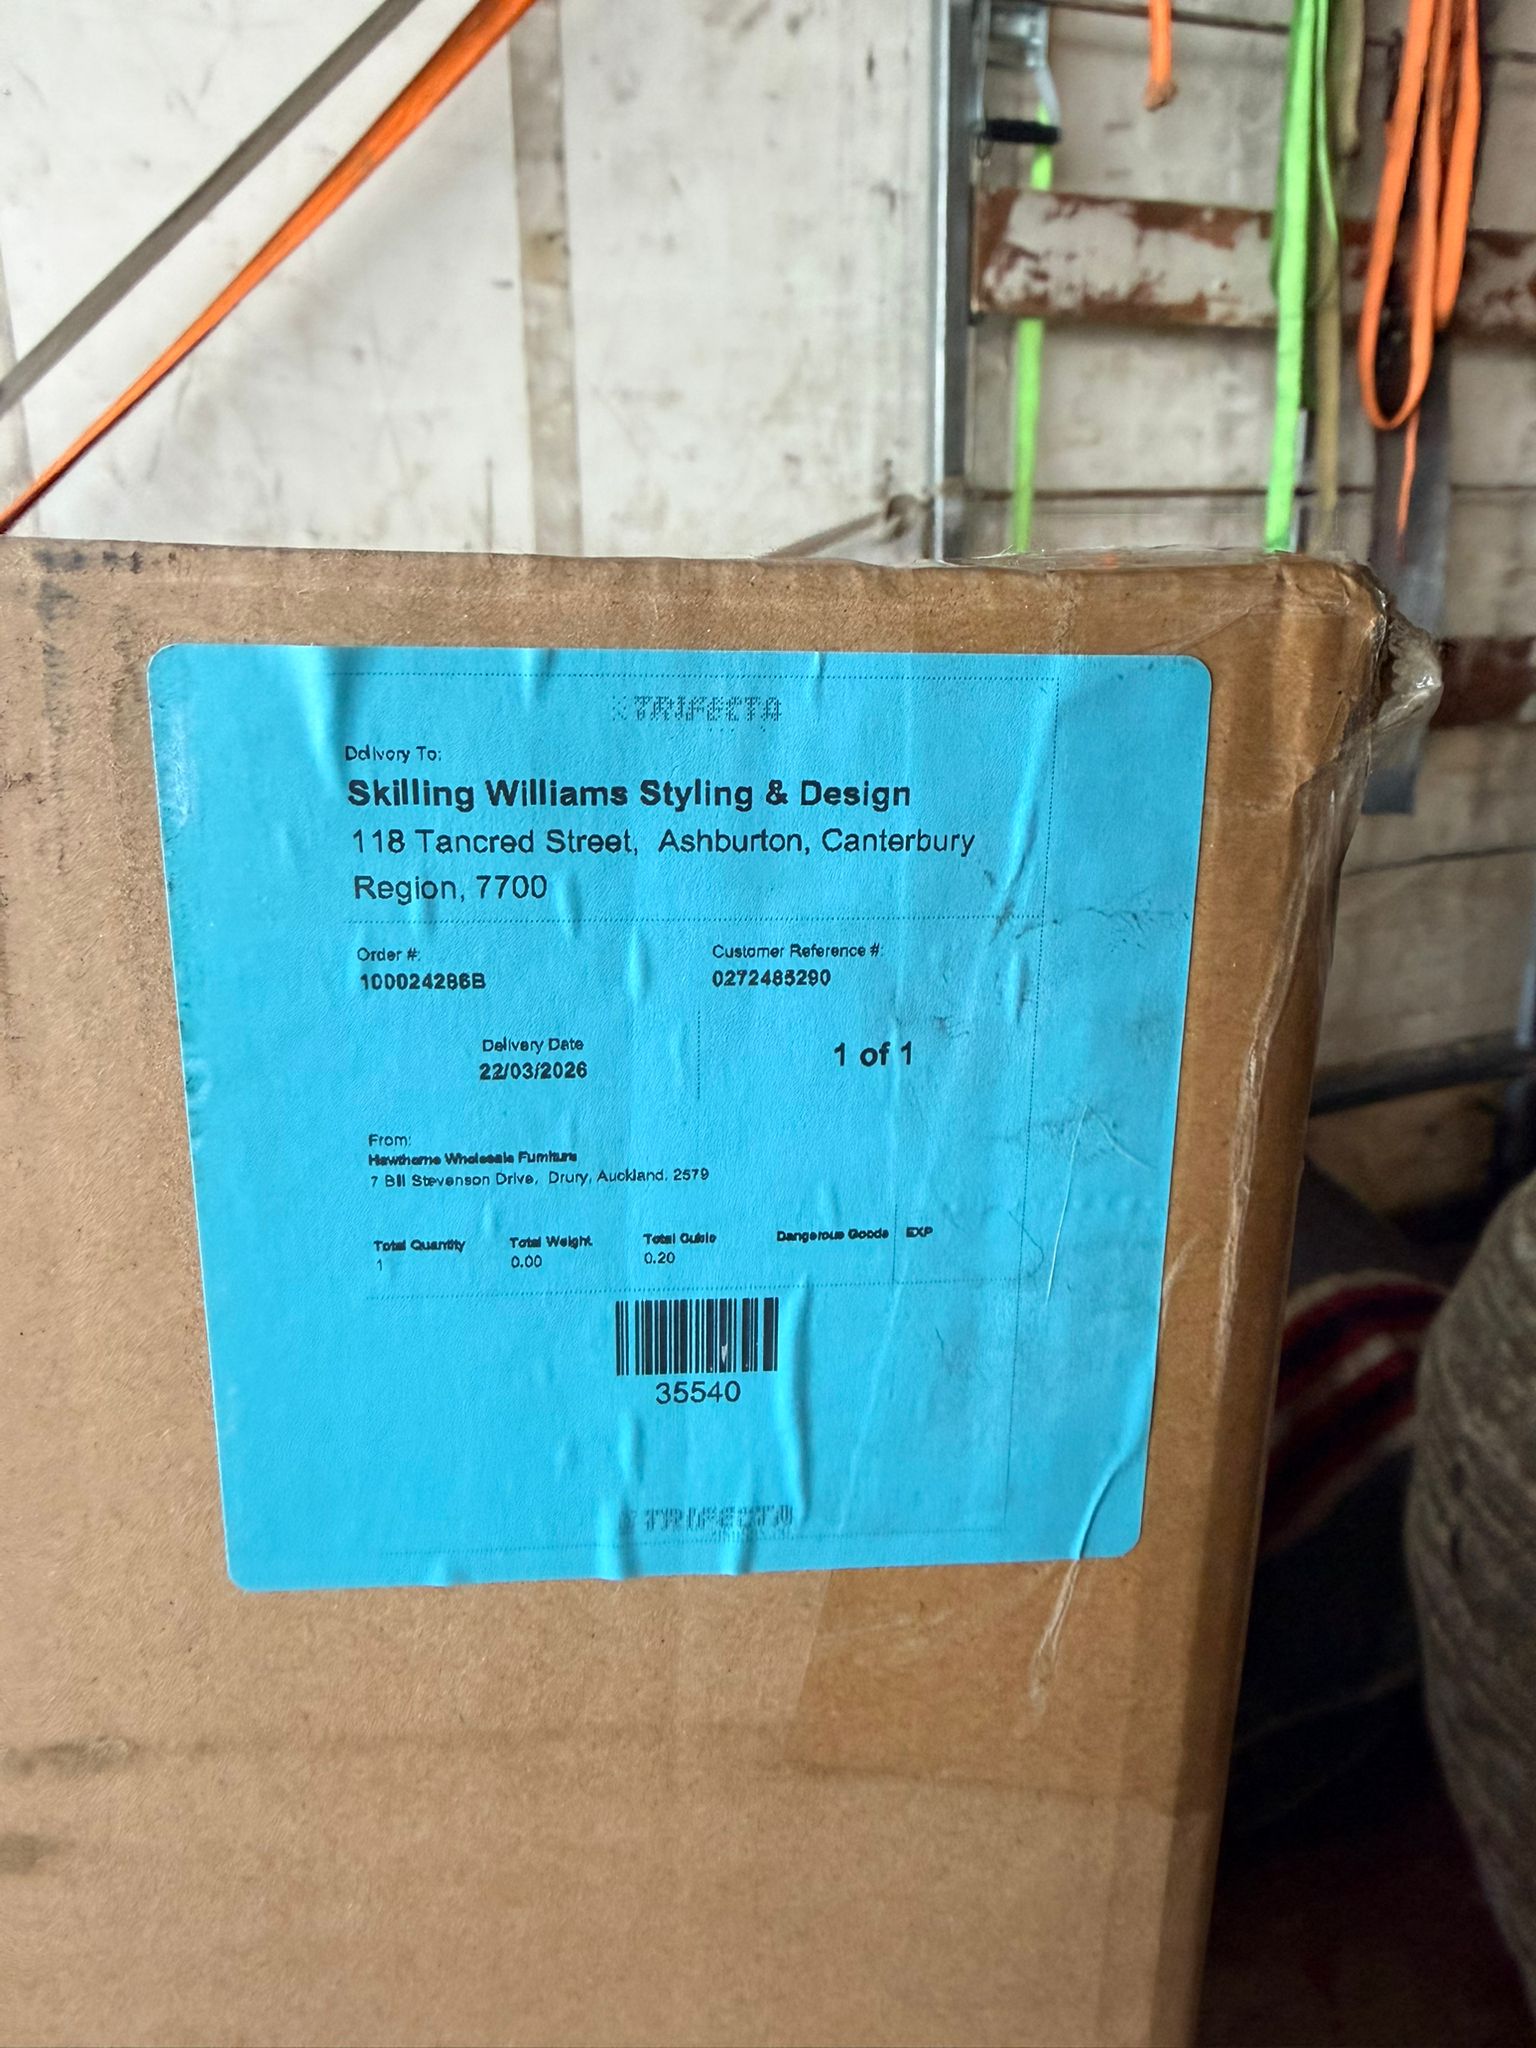 TRIFECTA
Delivery To:
Skilling Williams Styling & Design
118 Tancred Street, Ashburton, Canterbury
Region, 7700
Order #: Customer Reference #:
100024286B 0272485290
Delivery Date
22/03/2026
1 of 1
From:
Hawthorne Wholesale Furniture
7 Bill Stevenson Drive, Drury, Auckland, 2579
Total Quantity Total Weight Total Cubic Dangerous Goods EXP
1 0.00 0.20
35540
TRIFECTA